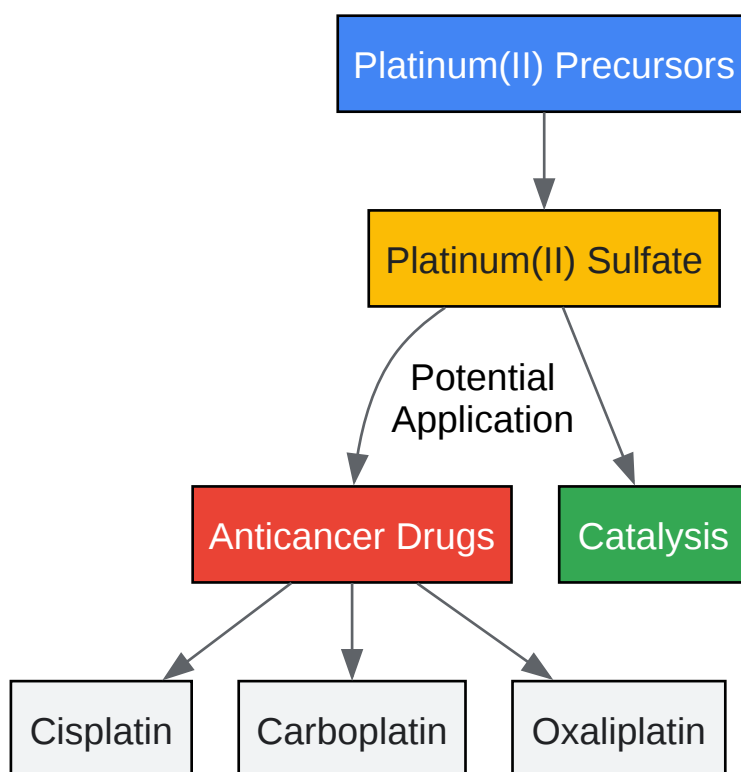 Platinum(II) Precursors
Platinum(II) Sulfate
Potential
Application
Anticancer Drugs
Catalysis
Cisplatin
Carboplatin
Oxaliplatin